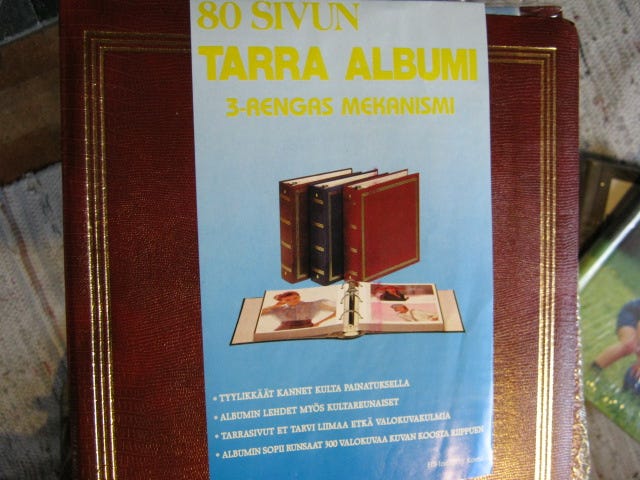 80 SIVUN
TARRA ALBUMI
3-RENGAS MEKANISMI
• TYYLIKKÄÄT KANNET KULTA PAINATUKSELLA
• ALBUMIN LEHDET MYÖS KULTAREUNAISET
• TARRASIVUT ET TARVI LIIMAA ETKÄ VALOKUVAKULMIA
• ALBUMIN SOPII RUNSAAT 300 VALOKUVAA KUVAN KOOSTA RIIPPUEN